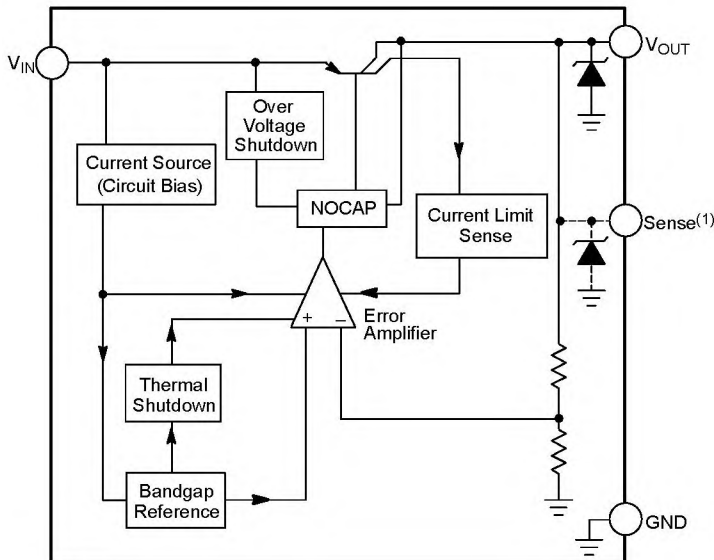 VIN
VOUT
Over
Voltage
Shutdown
Current Source
(Circuit Bias)
NOCAP
Current Limit
Sense
Sense(1)
+
−
Error
Amplifier
Thermal
Shutdown
Bandgap
Reference
GND